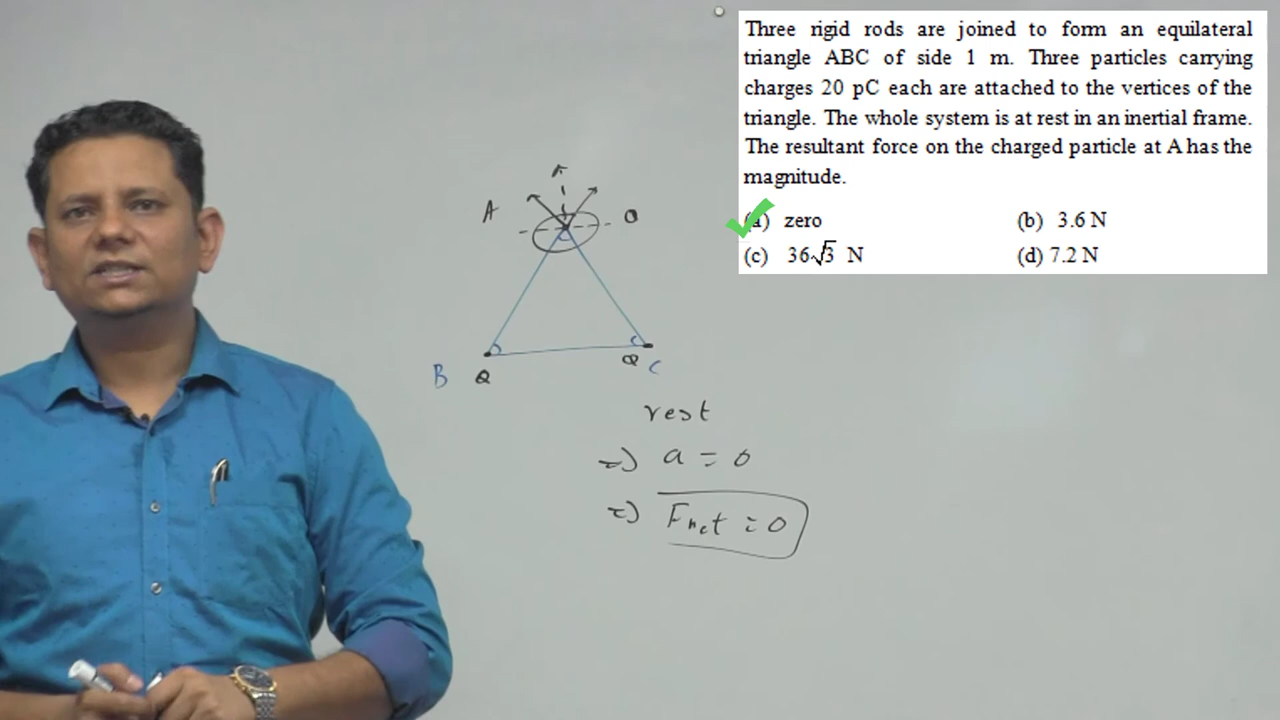 Three rigid rods are joined to form an equilateral
triangle ABC of side 1 m. Three particles carrying
charges 20 pC each are attached to the vertices of the
triangle. The whole system is at rest in an inertial frame.
The resultant force on the charged particle at A has the
magnitude.
(a) zero
(b) 3.6 N
(c) 36√3 N
(d) 7.2 N
A
Q
B
Q
Q
C
rest
=) a = 0
=) Fnet = 0